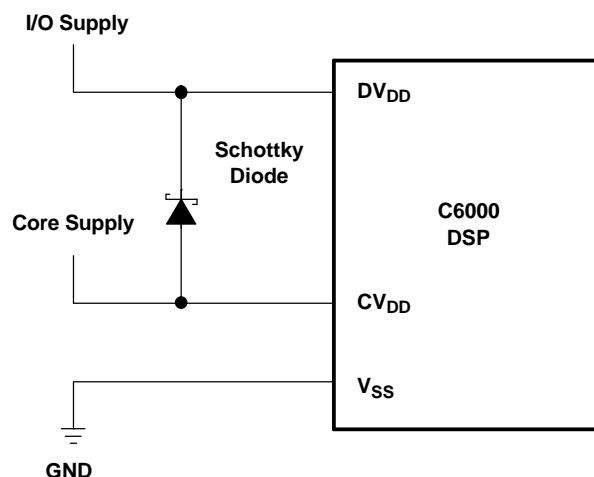 I/O Supply
DVDD
Schottky
Diode
C6000
DSP
Core Supply
CVDD
VSS
GND